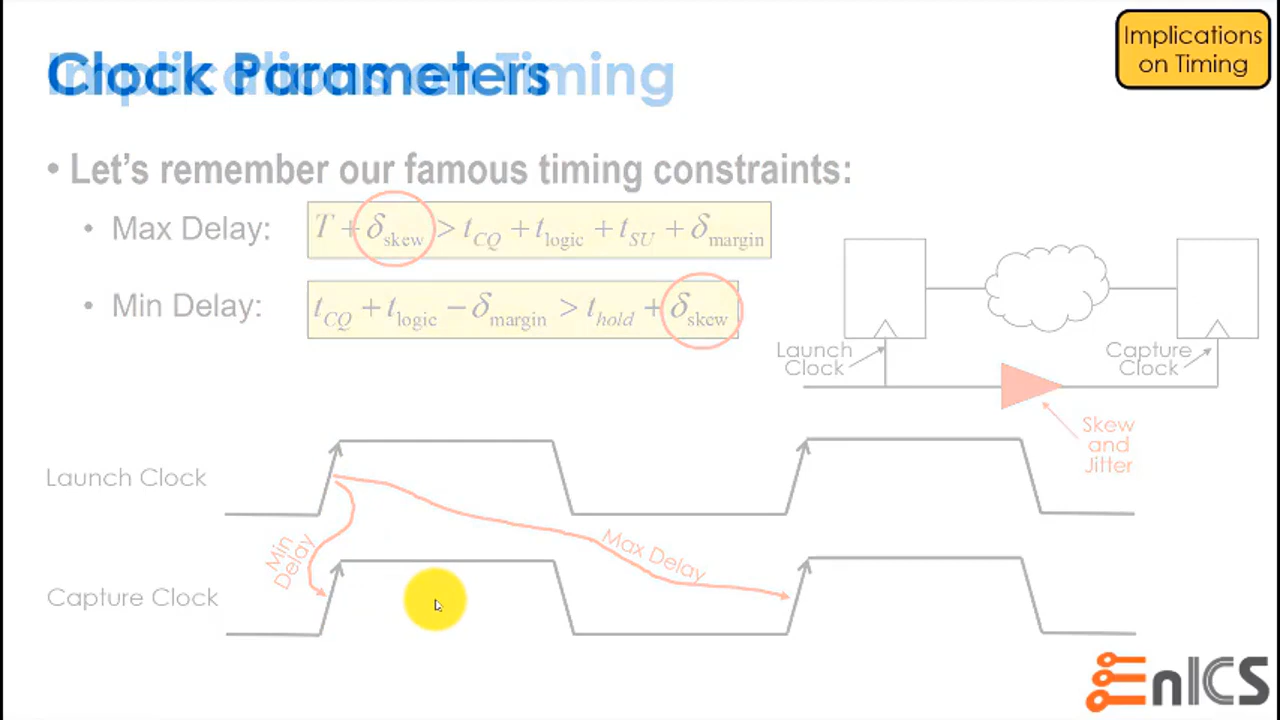 Implications
on Timing
Clock Parameters
Implications on Timing
• Let's remember our famous timing constraints:
• Max Delay: T + δskew > tCQ + tlogic + tSU + δmargin
• Min Delay: tCQ + tlogic − δmargin > thold + δskew
Launch
Clock
Capture
Clock
Skew
and
Jitter
Launch Clock
Min
Delay
Max Delay
Capture Clock
EnICS